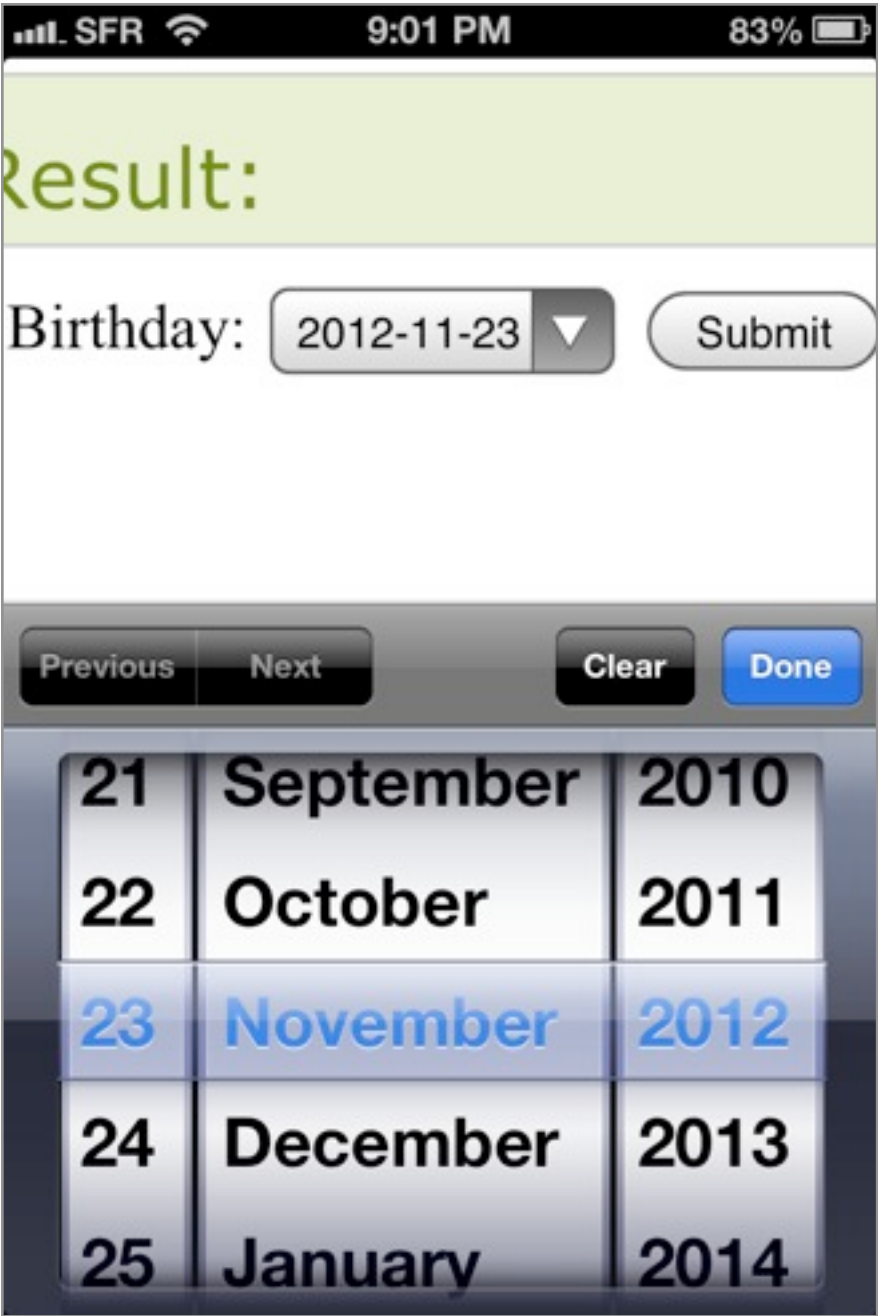 SFR 9:01 PM 83%
Result:
Birthday: 2012-11-23 Submit
Previous Next Clear Done
21 September 2010
22 October 2011
23 November 2012
24 December 2013
25 January 2014